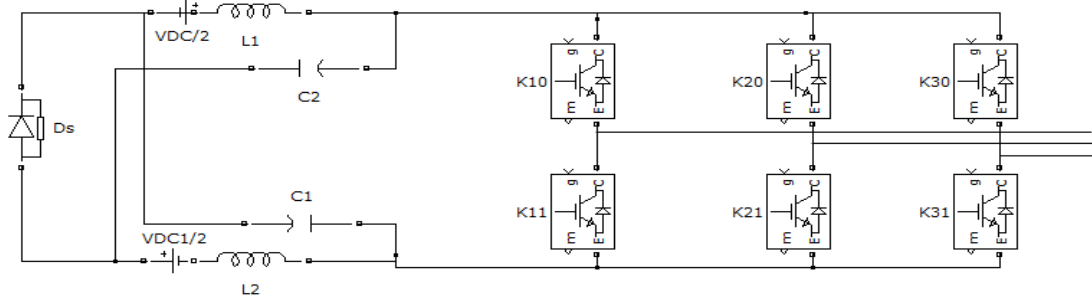 VDC/2
+
L1
C2
Ds
C1
VDC1/2
+
L2
g C
K10
E E
g C
K20
E E
g C
K30
E E
g C
K11
E E
g C
K21
E E
g C
K31
E E